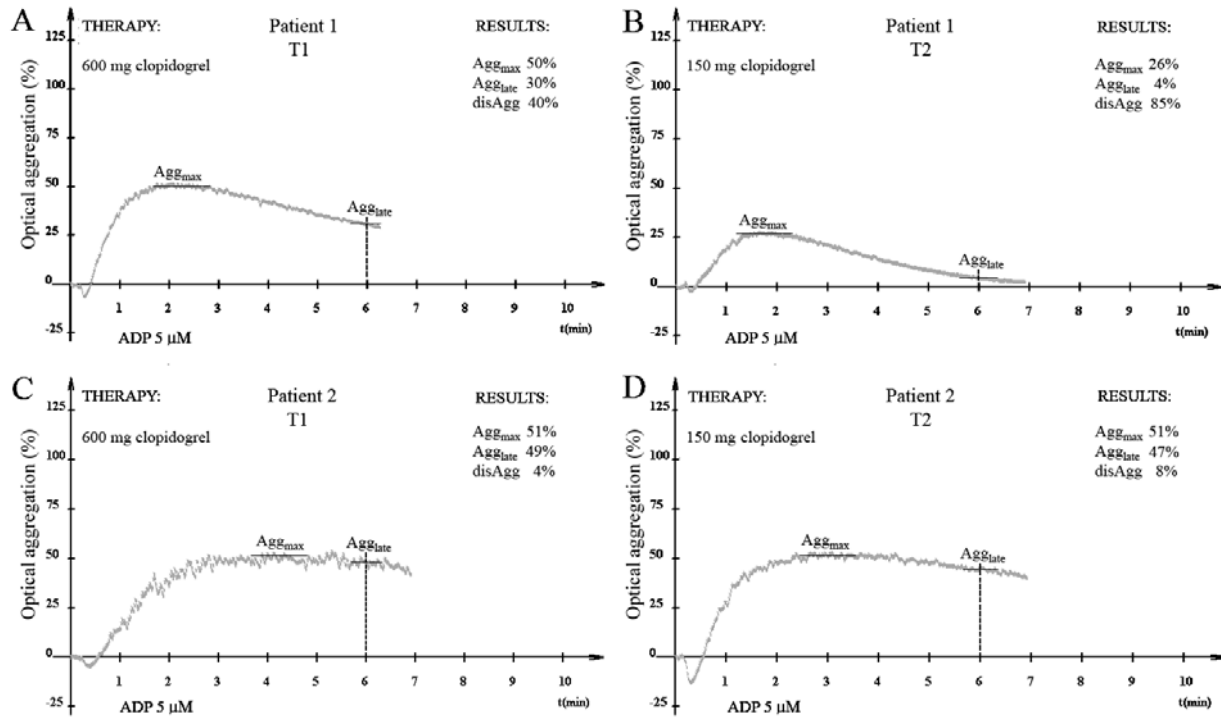 A
THERAPY:
600 mg clopidogrel
Patient 1
T1
RESULTS:
Aggmax 50%
Agglate 30%
disAgg 40%
Optical aggregation (%)
125
100
75
50
25
0
-25
Aggmax
Agglate
1 2 3 4 5 6 7 8 9 10
t(min)
ADP 5 µM
B
THERAPY:
150 mg clopidogrel
Patient 1
T2
RESULTS:
Aggmax 26%
Agglate 4%
disAgg 85%
Optical aggregation (%)
125
100
75
50
25
0
-25
Aggmax
Agglate
1 2 3 4 5 6 7 8 9 10
t(min)
ADP 5 µM
C
THERAPY:
600 mg clopidogrel
Patient 2
T1
RESULTS:
Aggmax 51%
Agglate 49%
disAgg 4%
Optical aggregation (%)
125
100
75
50
25
0
-25
Aggmax
Agglate
1 2 3 4 5 6 7 8 9 10
t(min)
ADP 5 µM
D
THERAPY:
150 mg clopidogrel
Patient 2
T2
RESULTS:
Aggmax 51%
Agglate 47%
disAgg 8%
Optical aggregation (%)
125
100
75
50
25
0
-25
Aggmax
Agglate
1 2 3 4 5 6 7 8 9 10
t(min)
ADP 5 µM